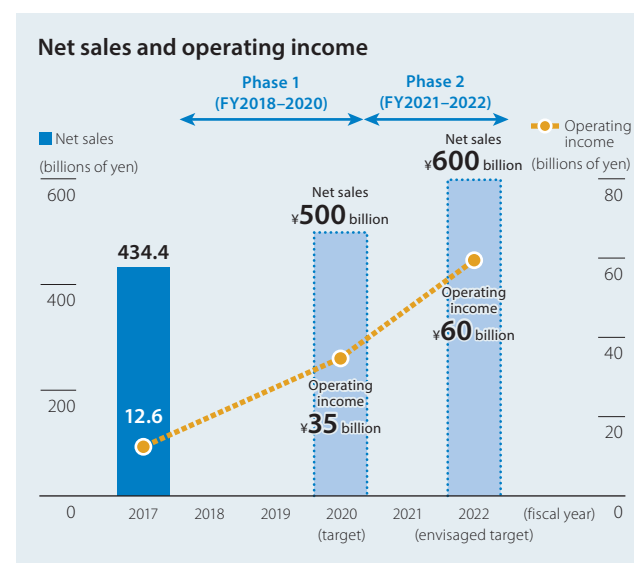 Net sales and operating income
Phase 1
(FY2018–2020)
Phase 2
(FY2021–2022)
Net sales
(billions of yen)
Operating
income
(billions of yen)
600
400
200
0
80
60
40
20
0
434.4
12.6
Net sales
¥500 billion
Operating
income
¥35 billion
Net sales
¥600 billion
Operating
income
¥60 billion
2017
2018
2019
2020
(target)
2021
2022
(envisaged target)
(fiscal year)